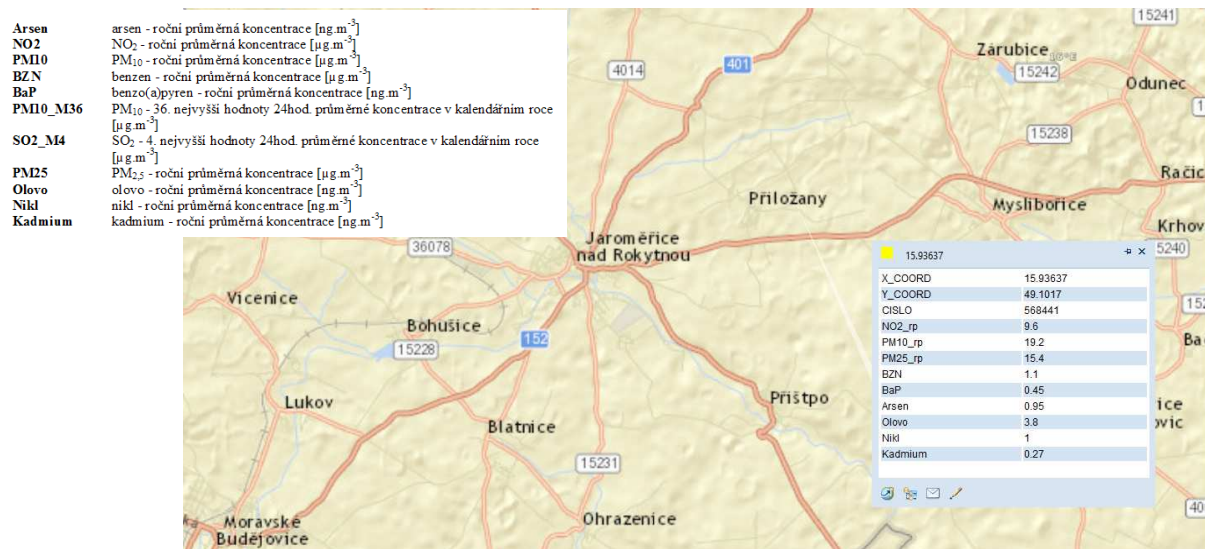 Arsen arsen - roční průměrná koncentrace [ng.m-3]
NO2 NO2 - roční průměrná koncentrace [µg.m-3]
PM10 PM10 - roční průměrná koncentrace [µg.m-3]
BZN benzen - roční průměrná koncentrace [µg.m-3]
BaP benzo(a)pyren - roční průměrná koncentrace [ng.m-3]
PM10_M36 PM10 - 36. nejvyšší hodnoty 24hod. průměrné koncentrace v kalendářním roce
[µg.m-3]
SO2_M4 SO2 - 4. nejvyšší hodnoty 24hod. průměrné koncentrace v kalendářním roce
[µg.m-3]
PM25 PM2,5 - roční průměrná koncentrace [µg.m-3]
Olovo olovo - roční průměrná koncentrace [ng.m-3]
Nikl nikl - roční průměrná koncentrace [ng.m-3]
Kadmium kadmium - roční průměrná koncentrace [ng.m-3]
15241
401
Zárubice
4014
15242
Odunec
15238
Račic
Přiložany
Myslibořice
Krhov
Jaroměřice
nad Rokytnou
36078
15240
15.93637
X_COORD 15.93637
Y_COORD 49.1017
CISLO 568441
NO2_rp 9.6
PM10_rp 19.2
PM25_rp 15.4
BZN 1.1
BaP 0.45
Arsen 0.95
Olovo 3.8
Nikl 1
Kadmium 0.27
Vicenice
Bohušice
152
15228
Ba
Lukov
Přištpo
ice
ovic
Blatnice
15231
40
Ohrazenice
Moravské
Budějovice